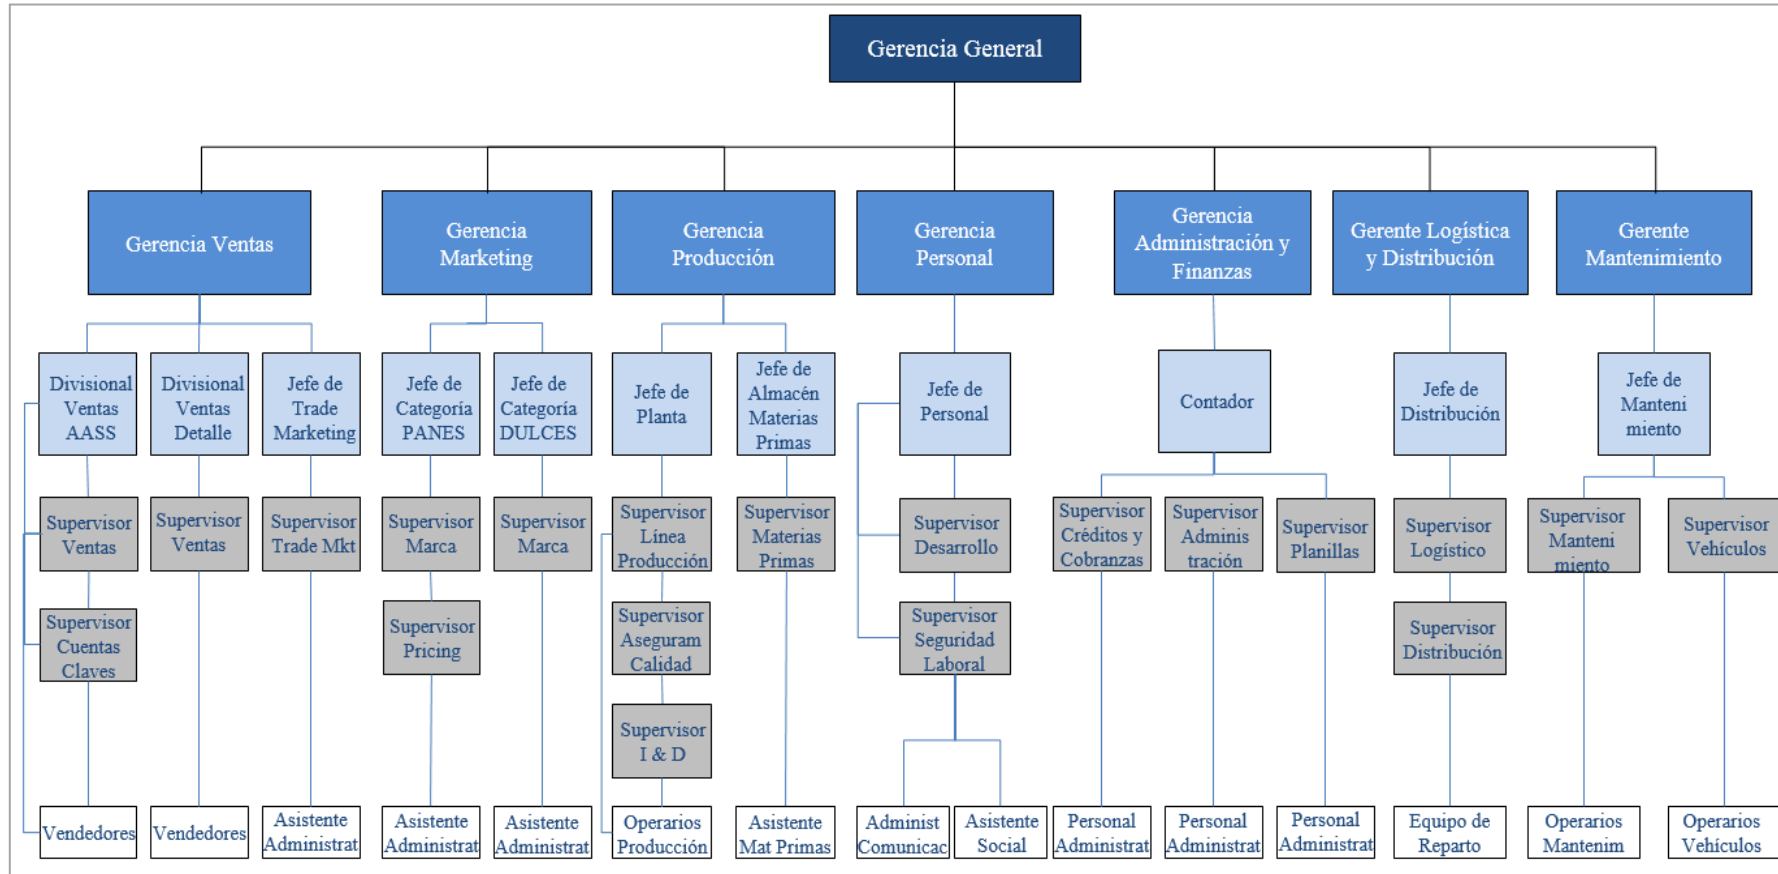 Gerencia General
Gerencia Ventas
Gerencia
Marketing
Gerencia
Producción
Gerencia
Personal
Gerencia
Administración y
Finanzas
Gerente Logística
y Distribución
Gerente
Mantenimiento
Divisional
Ventas
AASS
Divisional
Ventas
Detalle
Jefe de
Trade
Marketing
Jefe de
Categoría
PANES
Jefe de
Categoría
DULCES
Jefe de
Planta
Jefe de
Almacén
Materias
Primas
Jefe de
Personal
Contador
Jefe de
Distribución
Jefe de
Manteni
miento
Supervisor
Ventas
Supervisor
Ventas
Supervisor
Trade Mkt
Supervisor
Marca
Supervisor
Marca
Supervisor
Línea
Producción
Supervisor
Materias
Primas
Supervisor
Desarrollo
Supervisor
Créditos y
Cobranzas
Supervisor
Adminis
tración
Supervisor
Planillas
Supervisor
Logístico
Supervisor
Manteni
miento
Supervisor
Vehículos
Supervisor
Cuentas
Claves
Supervisor
Pricing
Supervisor
Aseguram
Calidad
Supervisor
Seguridad
Laboral
Supervisor
Distribución
Supervisor
I & D
Vendedores
Vendedores
Asistente
Administrat
Asistente
Administrat
Asistente
Administrat
Operarios
Producción
Asistente
Mat Primas
Administ
Comunicac
Asistente
Social
Personal
Administrat
Personal
Administrat
Personal
Administrat
Equipo de
Reparto
Operarios
Mantenim
Operarios
Vehículos